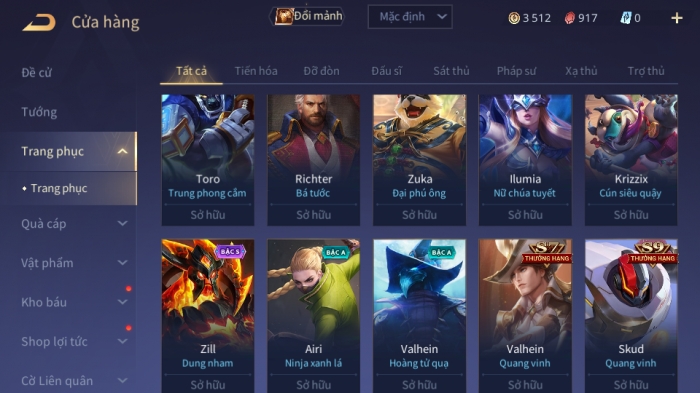 Cửa hàng
Đổi mảnh
Mặc định
3 512
917
0
Đề cử
Tướng
Trang phục
Trang phục
Quà cáp
Vật phẩm
Kho báu
Shop lợi tức
Cờ Liên quân
Tất cả
Tiến hóa
Đỡ đòn
Đấu sĩ
Sát thủ
Pháp sư
Xạ thủ
Trợ thủ
Toro
Trung phong cắm
Sở hữu
Richter
Bá tước
Sở hữu
Zuka
Đại phú ông
Sở hữu
Ilumia
Nữ chúa tuyết
Sở hữu
Krizzix
Cún siêu quậy
Sở hữu
BẬC S
Zill
Dung nham
Sở hữu
BẬC A
Airi
Ninja xanh lá
Sở hữu
BẬC A
Valhein
Hoàng tử quạ
Sở hữu
S7
THƯỞNG HẠNG
Valhein
Quang vinh
Sở hữu
S9
THƯỞNG HẠNG
Skud
Quang vinh
Sở hữu